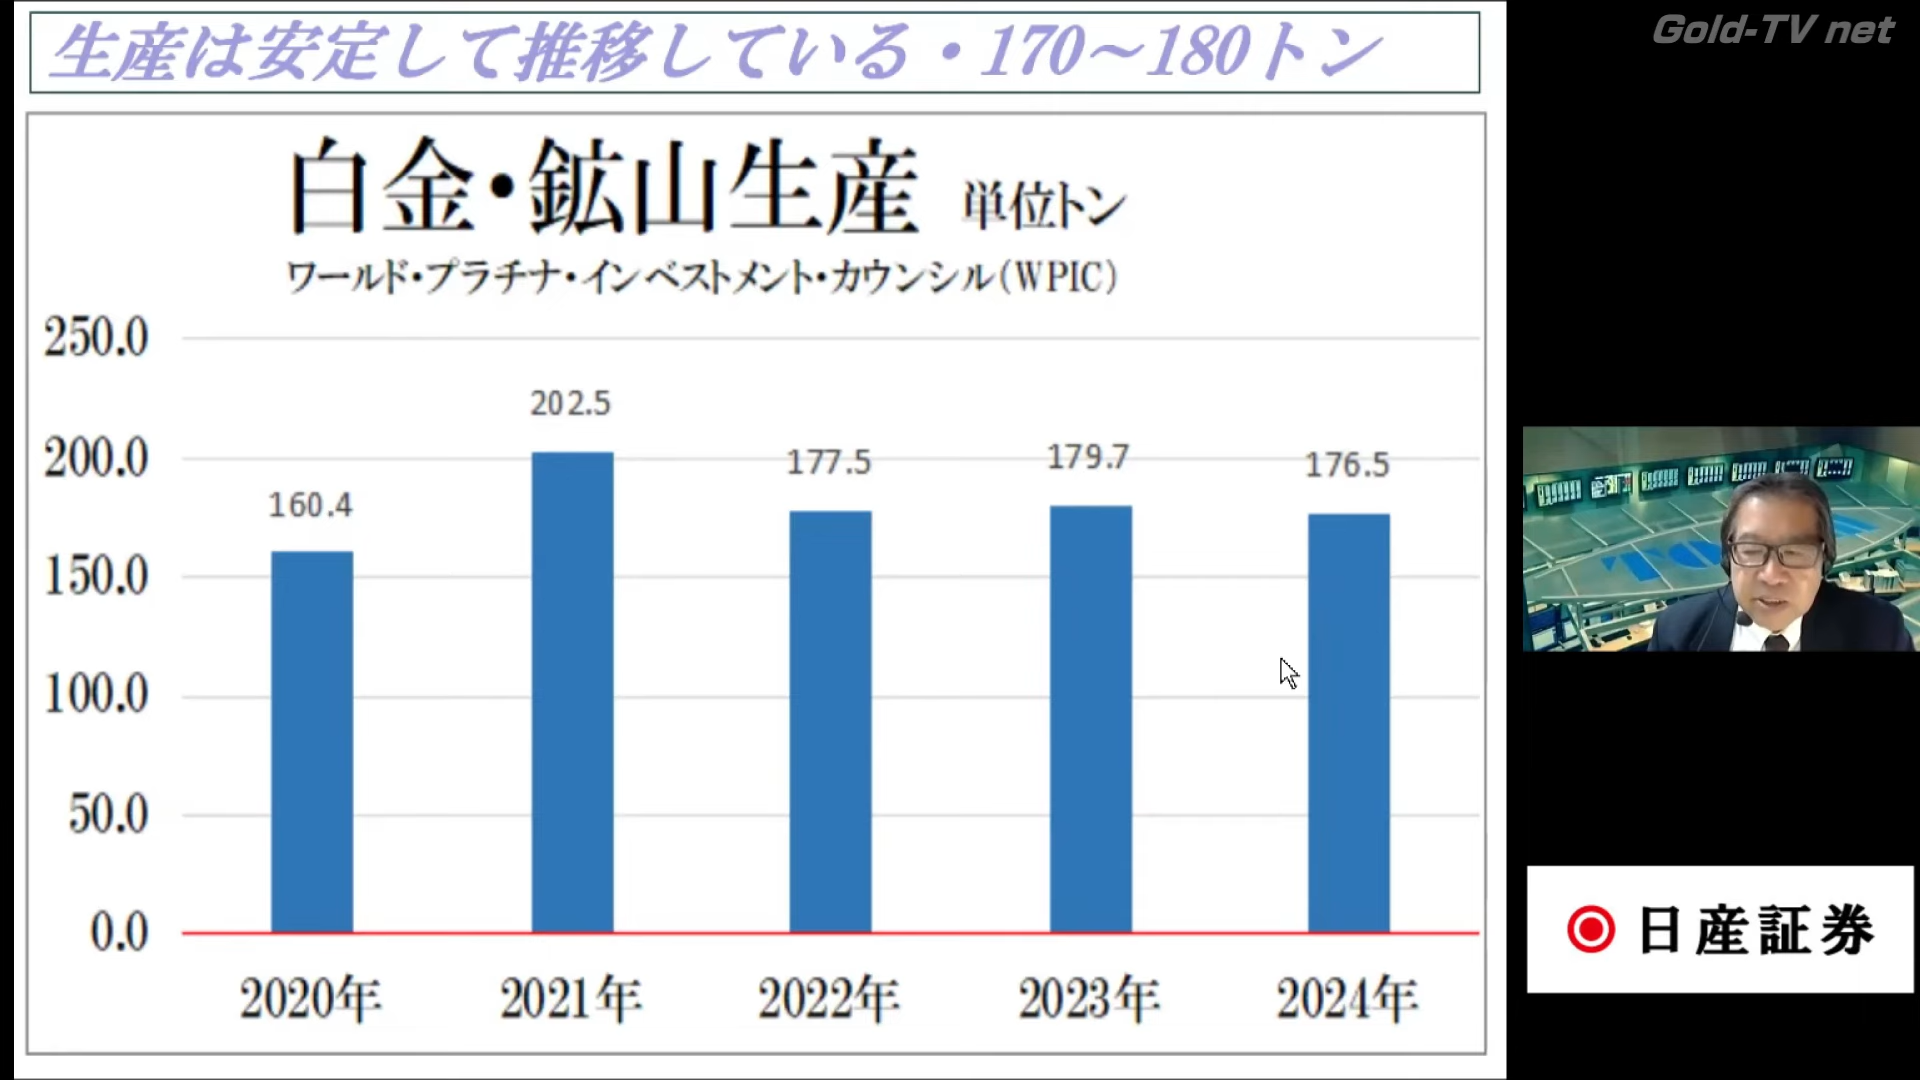 生産は安定して推移している・170～180トン
Gold-TV net
白金・鉱山生産 単位トン
ワールド・プラチナ・インベストメント・カウンシル(WPIC)
250.0
200.0
150.0
100.0
50.0
0.0
160.4
202.5
177.5
179.7
176.5
2020年
2021年
2022年
2023年
2024年
日産証券